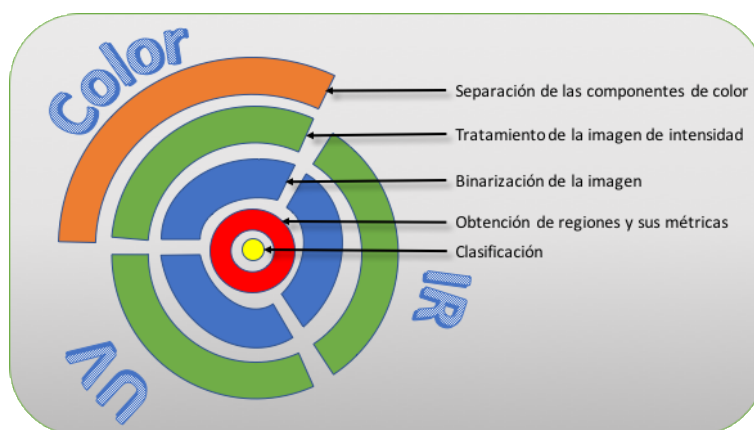 Color
Separación de las componentes de color
Tratamiento de la imagen de intensidad
Binarización de la imagen
Obtención de regiones y sus métricas
Clasificación
IR
UV